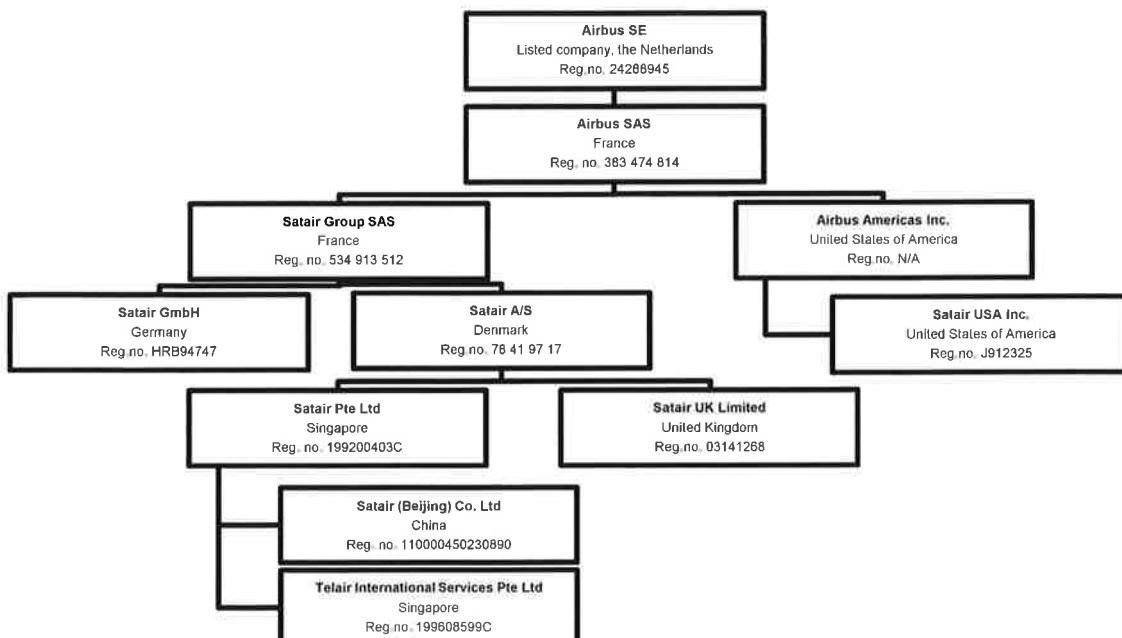 Airbus SE
Listed company, the Netherlands
Reg.no. 24288945
Airbus SAS
France
Reg. no. 383 474 814
Satair Group SAS
France
Reg. no. 534 913 512
Airbus Americas Inc.
United States of America
Reg.no. N/A
Satair GmbH
Germany
Reg.no. HRB94747
Satair A/S
Denmark
Reg.no. 78 41 97 17
Satair USA Inc.
United States of America
Reg.no. J912325
Satair Pte Ltd
Singapore
Reg. no. 199200403C
Satair UK Limited
United Kingdom
Reg.no. 03141268
Satair (Beijing) Co. Ltd
China
Reg. no. 110000450230890
Telair International Services Pte Ltd
Singapore
Reg.no. 199608599C